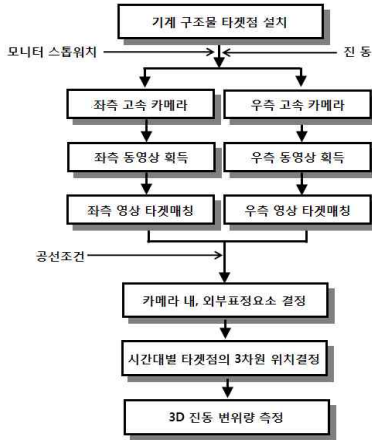 기계 구조물 타겟점 설치
모니터 스톱워치
진 동
좌측 고속 카메라
우측 고속 카메라
좌측 동영상 획득
우측 동영상 획득
좌측 영상 타겟매칭
우측 영상 타겟매칭
공선조건
카메라 내, 외부표정요소 결정
시간대별 타겟점의 3차원 위치결정
3D 진동 변위량 측정